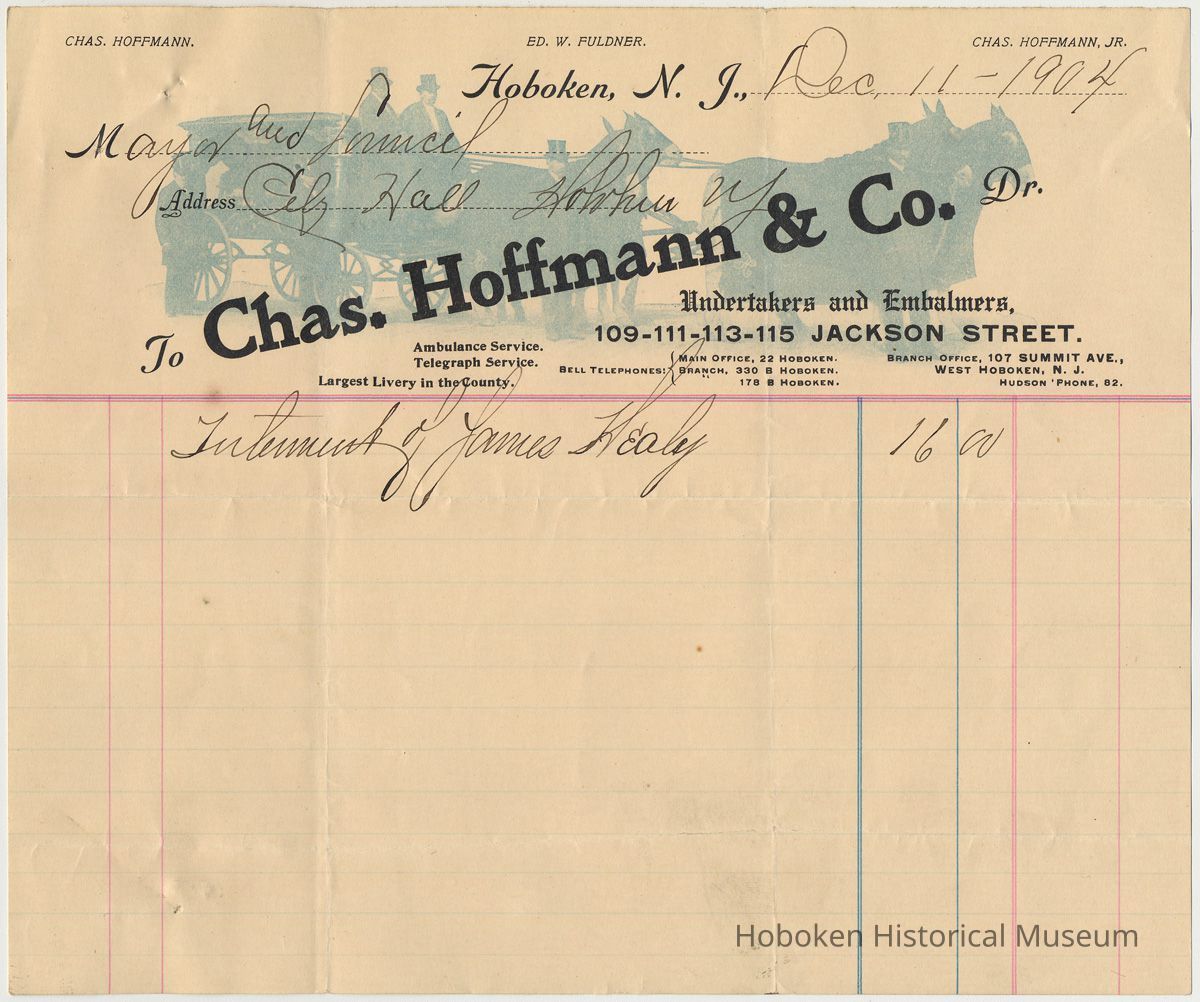 CHAS. HOFFMANN. ED. W. FULDNER. CHAS. HOFFMANN, JR.
Hoboken, N. J., Dec. 11 - 1904
Mayor and Council
Address City Hall Hoboken NJ Dr.
To Chas. Hoffmann & Co.
Undertakers and Embalmers,
109-111-113-115 JACKSON STREET.
Ambulance Service.
Telegraph Service.
Largest Livery in the County.
BELL TELEPHONES: { MAIN OFFICE, 22 HOBOKEN.
BRANCH, 330 B HOBOKEN.
" 178 B HOBOKEN.
BRANCH OFFICE, 107 SUMMIT AVE.,
WEST HOBOKEN, N. J.
HUDSON 'PHONE, 82.
Interment of James Healy 16 00
Hoboken Historical Museum